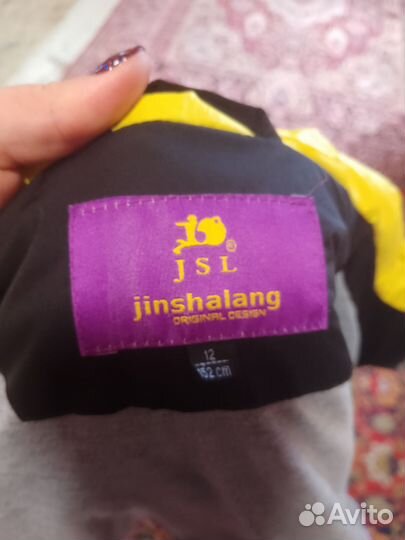 ®
JSL
jinshalang
ORIGINAL DESIGN
12
152 cm
Avito